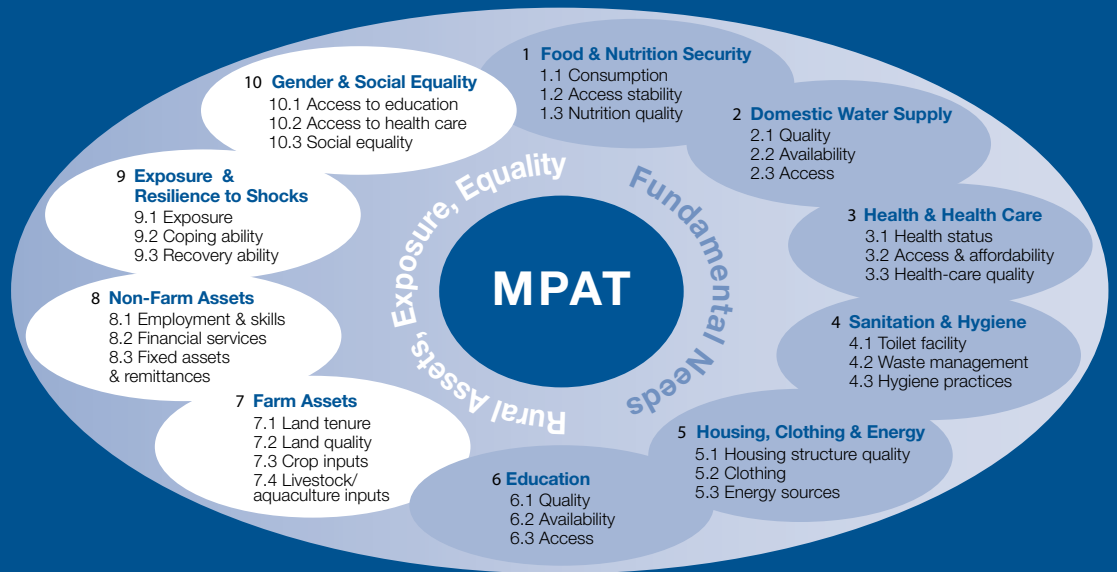 1 Food & Nutrition Security
1.1 Consumption
1.2 Access stability
1.3 Nutrition quality
2 Domestic Water Supply
2.1 Quality
2.2 Availability
2.3 Access
3 Health & Health Care
3.1 Health status
3.2 Access & affordability
3.3 Health-care quality
4 Sanitation & Hygiene
4.1 Toilet facility
4.2 Waste management
4.3 Hygiene practices
5 Housing, Clothing & Energy
5.1 Housing structure quality
5.2 Clothing
5.3 Energy sources
6 Education
6.1 Quality
6.2 Availability
6.3 Access
7 Farm Assets
7.1 Land tenure
7.2 Land quality
7.3 Crop inputs
7.4 Livestock/
aquaculture inputs
8 Non-Farm Assets
8.1 Employment & skills
8.2 Financial services
8.3 Fixed assets
& remittances
9 Exposure &
Resilience to Shocks
9.1 Exposure
9.2 Coping ability
9.3 Recovery ability
10 Gender & Social Equality
10.1 Access to education
10.2 Access to health care
10.3 Social equality
Rural Assets, Exposure, Equality
Fundamental Needs
MPAT